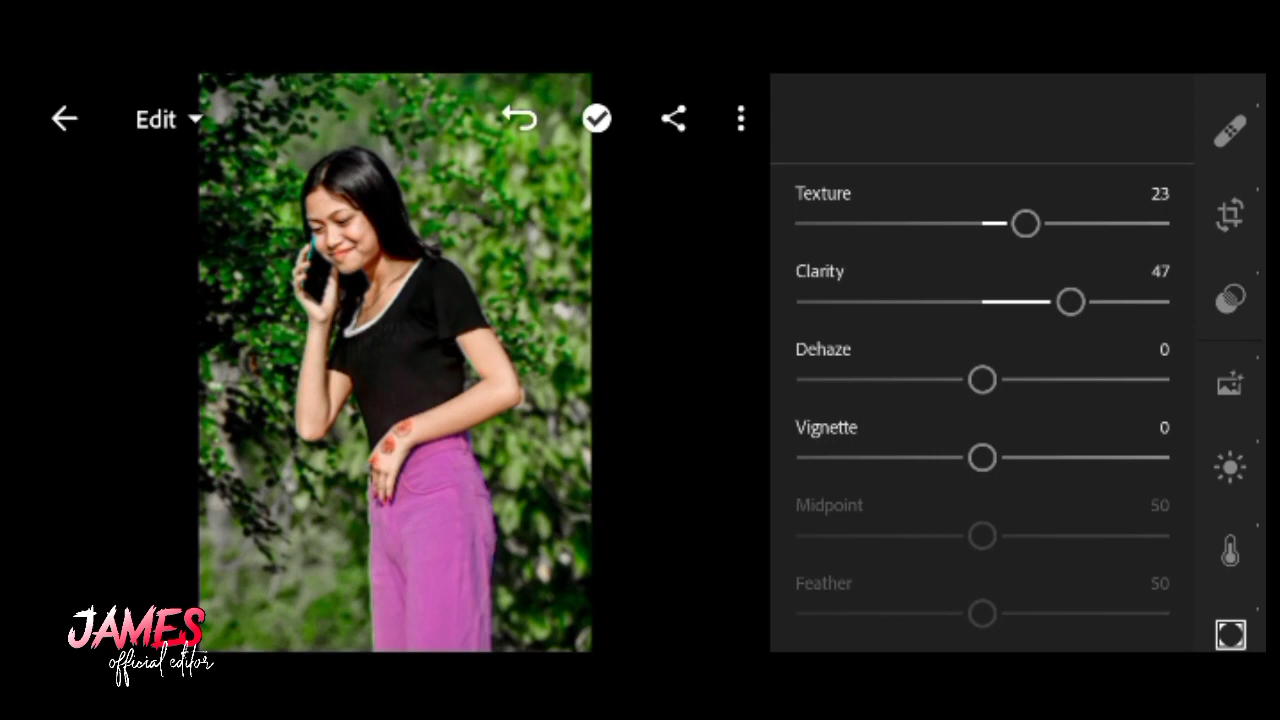 Edit
Texture 23
Clarity 47
Dehaze 0
Vignette 0
Midpoint 50
Feather 50
JAMES
official editor